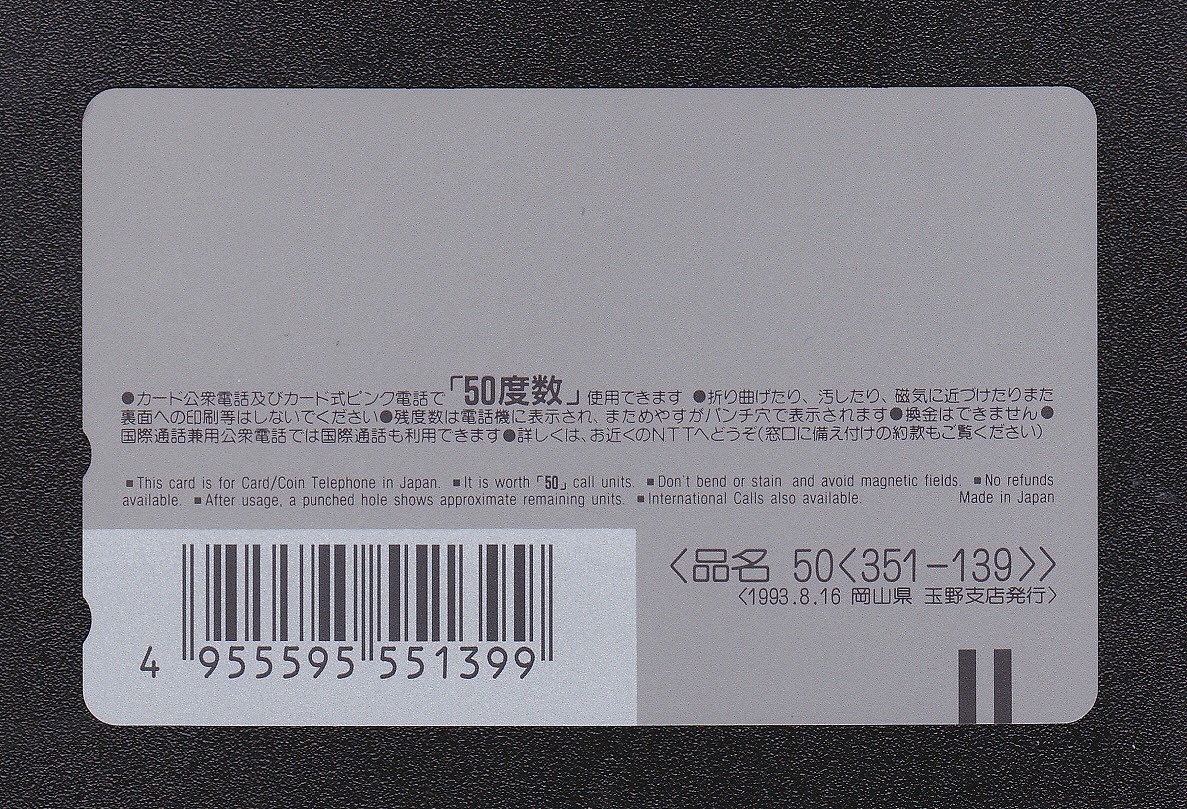 ●カード公衆電話及びカード式ピンク電話で「50度数」使用できます ●折り曲げたり、汚したり、磁気に近づけたりまた
裏面への印刷等はしないでください●残度数は電話機に表示され、まためやすがパンチ穴で表示されます●換金はできません●
国際通話兼用公衆電話では国際通話も利用できます●詳しくは、お近くのNTTへどうぞ(窓口に備え付けの約款もご覧ください)
■This card is for Card/Coin Telephone in Japan. ■It is worth「50」call units. ■Don't bend or stain and avoid magnetic fields. ■No refunds
available. ■After usage, a punched hole shows approximate remaining units. ■International Calls also available. Made in Japan
〈品名 50〈351-139〉〉
〈1993.8.16 岡山県 玉野支店発行〉
4 955595 551399